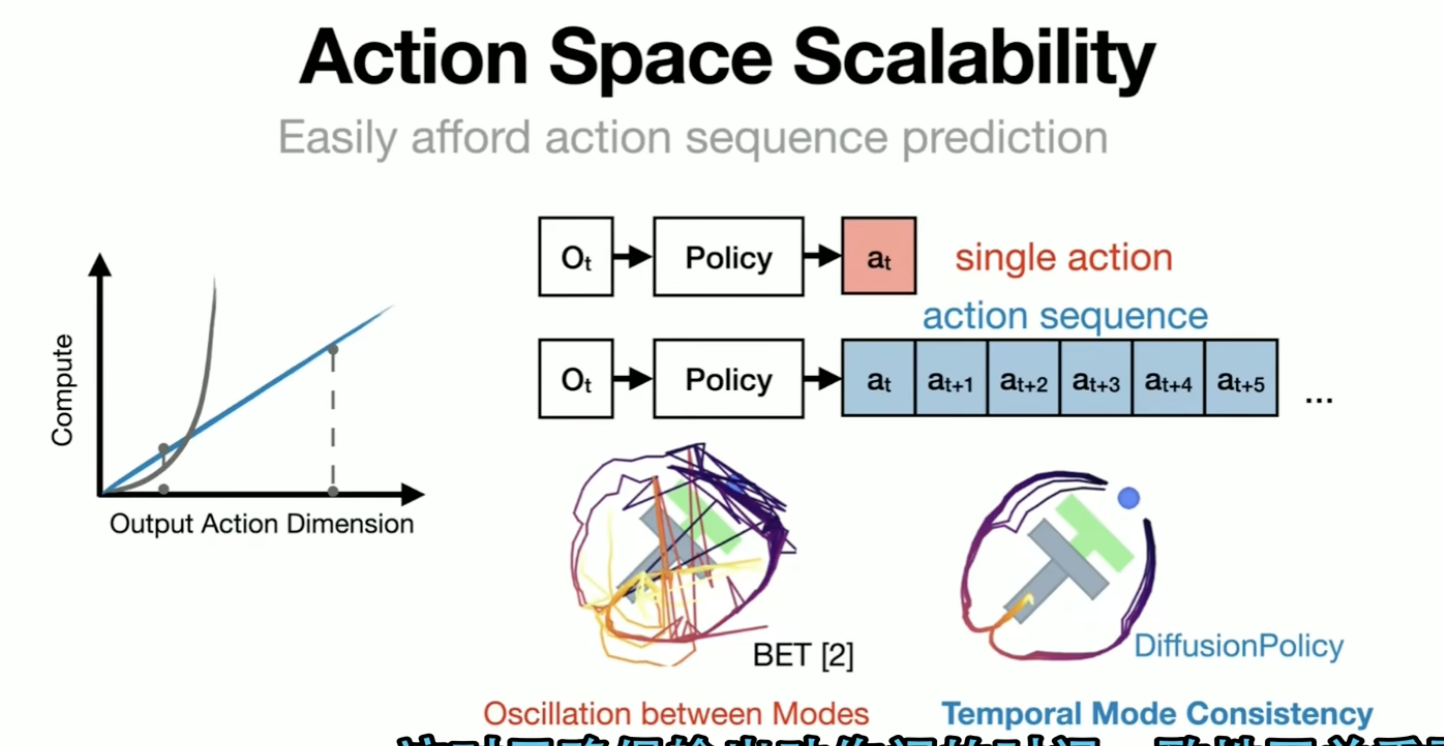 Action Space Scalability
Easily afford action sequence prediction
Compute
Output Action Dimension
Ot
Policy
at
single action
action sequence
Ot
Policy
at
at+1
at+2
at+3
at+4
at+5
...
BET [2]
DiffusionPolicy
Oscillation between Modes
Temporal Mode Consistency